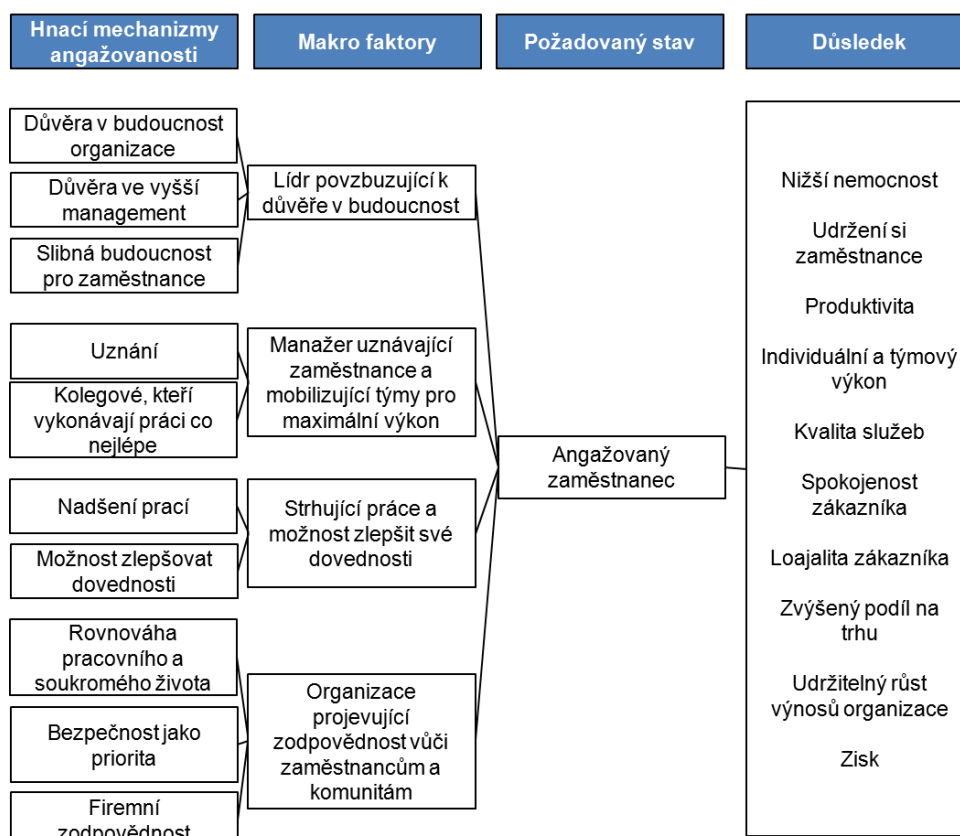 Hnací mechanizmy
angažovanosti
Makro faktory
Požadovaný stav
Důsledek
Důvěra v budoucnost
organizace
Důvěra ve vyšší
management
Slibná budoucnost
pro zaměstnance
Lídr povzbuzující k
důvěře v budoucnost
Uznání
Kolegové, kteří
vykonávají práci co
nejlépe
Manažer uznávající
zaměstnance a
mobilizující týmy pro
maximální výkon
Nadšení prací
Možnost zlepšovat
dovednosti
Strhující práce a
možnost zlepšit své
dovednosti
Rovnováha
pracovního a
soukromého života
Bezpečnost jako
priorita
Firemní
zodpovědnost
Organizace
projevující
zodpovědnost vůči
zaměstnancům a
komunitám
Angažovaný
zaměstnanec
Nižší nemocnost
Udržení si
zaměstnance
Produktivita
Individuální a týmový
výkon
Kvalita služeb
Spokojenost
zákazníka
Loajalita zákazníka
Zvýšený podíl na
trhu
Udržitelný růst
výnosů organizace
Zisk